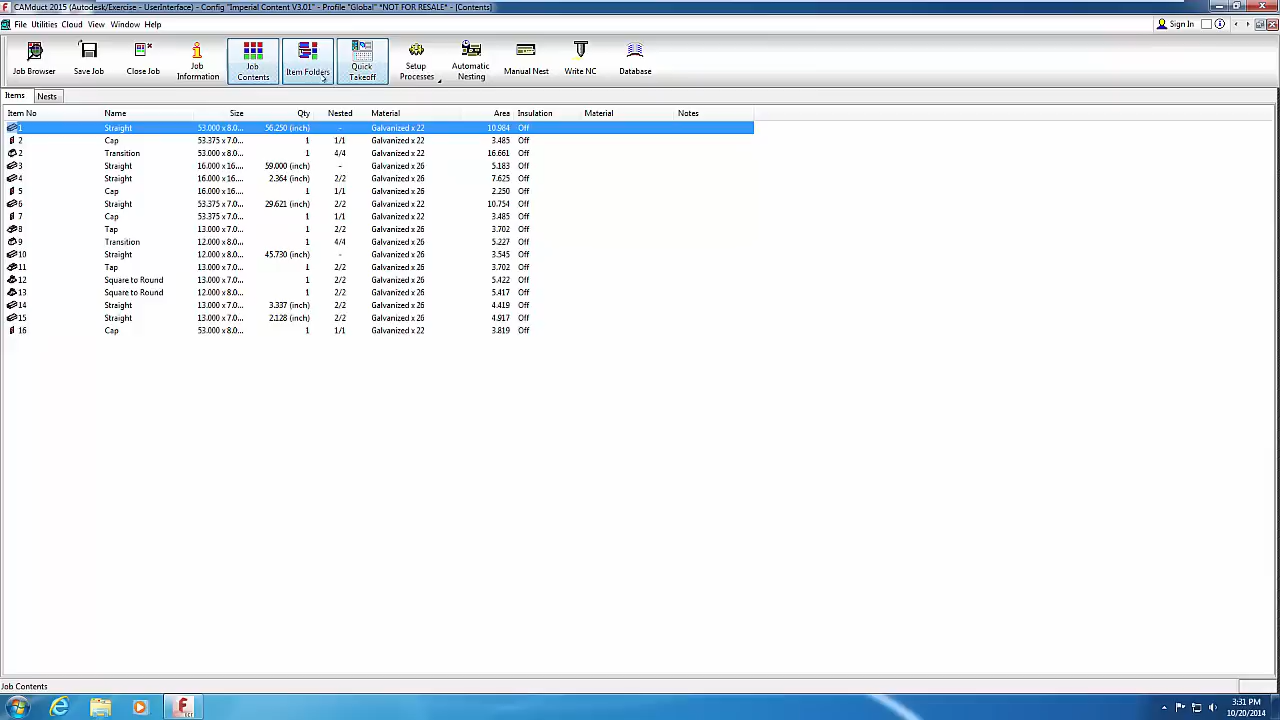 CAMduct 2015 (Autodesk/Exercise - UserInterface) - Config "Imperial Content V3.01" - Profile "Global" *NOT FOR RESALE* - [Contents]
File Utilities Cloud View Window Help Sign In
Job Browser Save Job Close Job Job Information Job Contents Item Folders Quick Takeoff Setup Processes Automatic Nesting Manual Nest Write NC Database
Items Nests
Item No Name Size Qty Nested Material Area Insulation Material Notes
1 Straight 53.000 x 8.0... 56.250 (inch) - Galvanized x 22 10.984 Off
2 Cap 53.375 x 7.0... 1 1/1 Galvanized x 22 3.485 Off
2 Transition 53.000 x 8.0... 1 4/4 Galvanized x 22 16.661 Off
3 Straight 16.000 x 16.... 59.000 (inch) - Galvanized x 26 5.183 Off
4 Straight 16.000 x 16.... 2.364 (inch) 2/2 Galvanized x 26 7.625 Off
5 Cap 16.000 x 16.... 1 1/1 Galvanized x 26 2.250 Off
6 Straight 53.375 x 7.0... 29.621 (inch) 2/2 Galvanized x 22 10.754 Off
7 Cap 53.375 x 7.0... 1 1/1 Galvanized x 22 3.485 Off
8 Tap 13.000 x 7.0... 1 2/2 Galvanized x 26 3.702 Off
9 Transition 12.000 x 8.0... 1 4/4 Galvanized x 26 5.227 Off
10 Straight 12.000 x 8.0... 45.730 (inch) - Galvanized x 26 3.545 Off
11 Tap 13.000 x 7.0... 1 2/2 Galvanized x 26 3.702 Off
12 Square to Round 13.000 x 7.0... 1 2/2 Galvanized x 26 5.422 Off
13 Square to Round 12.000 x 8.0... 1 2/2 Galvanized x 26 5.417 Off
14 Straight 13.000 x 7.0... 3.337 (inch) 2/2 Galvanized x 26 4.419 Off
15 Straight 13.000 x 7.0... 2.128 (inch) 2/2 Galvanized x 26 4.917 Off
16 Cap 53.000 x 8.0... 1 1/1 Galvanized x 22 3.819 Off
Job Contents
3:31 PM
10/20/2014